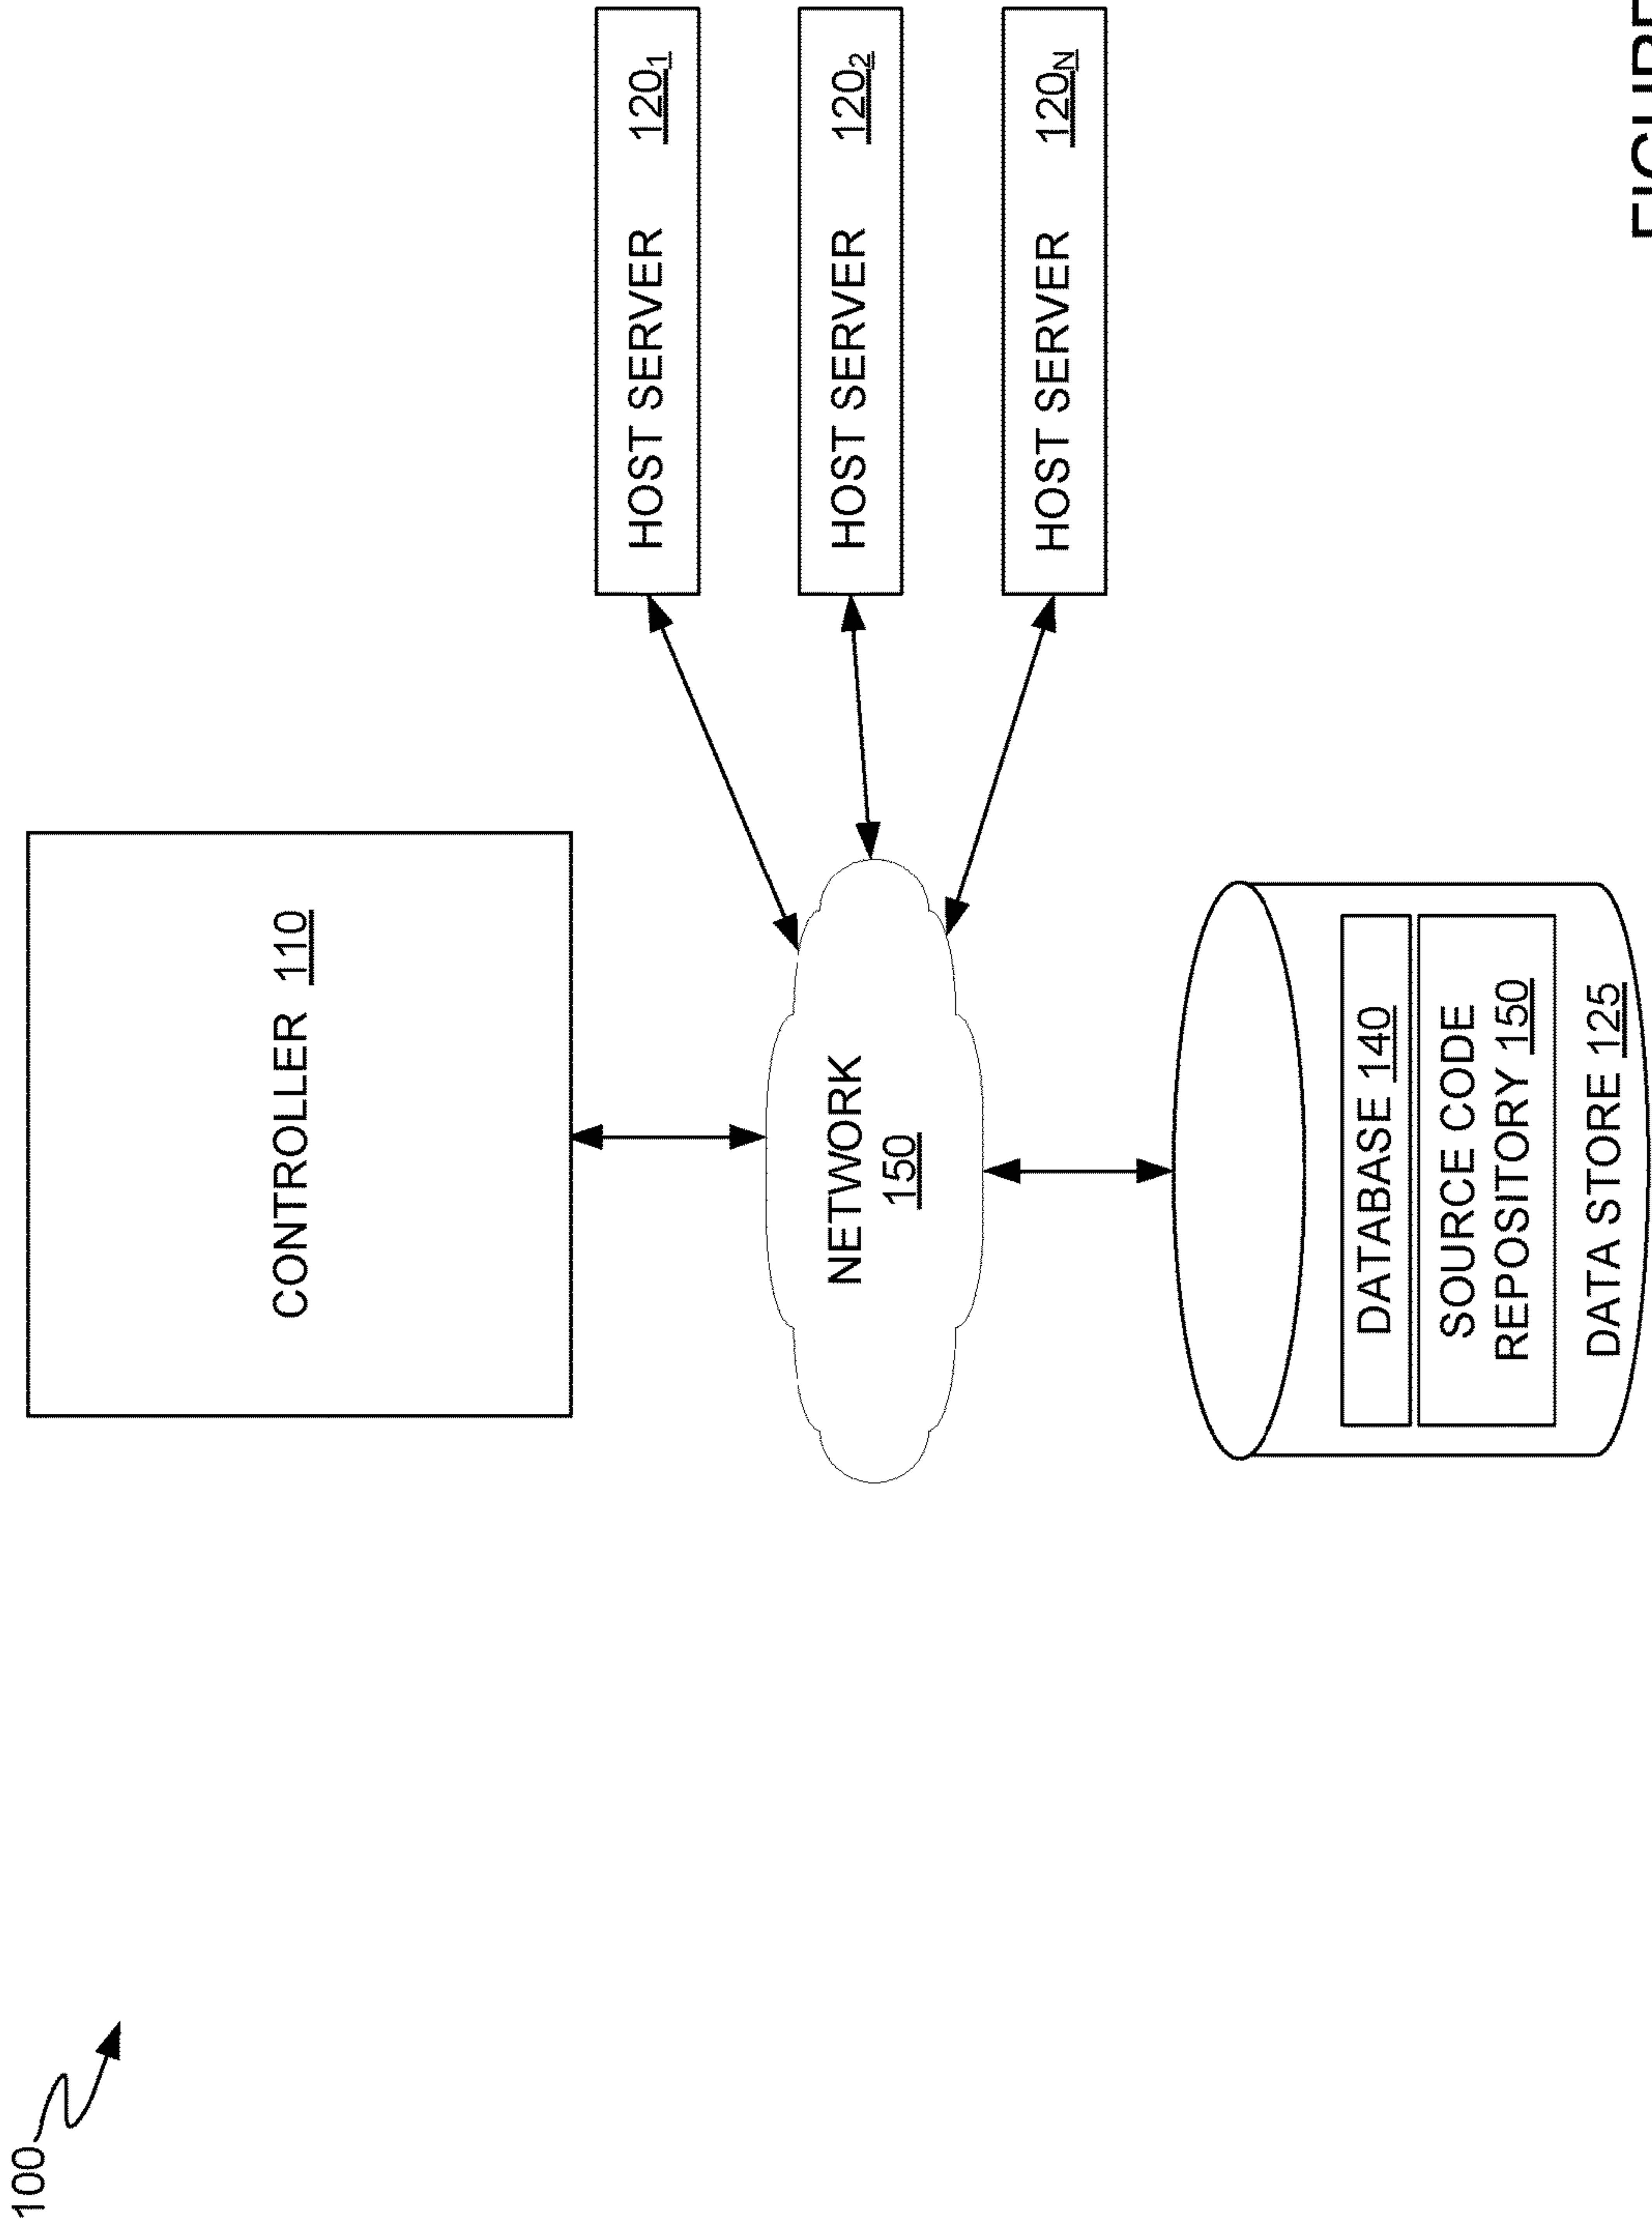 100
CONTROLLER 110
HOST SERVER 120₁
NETWORK
150
HOST SERVER 120₂
HOST SERVER 120N
DATABASE 140
SOURCE CODE
REPOSITORY 150
DATA STORE 125
FIGURE